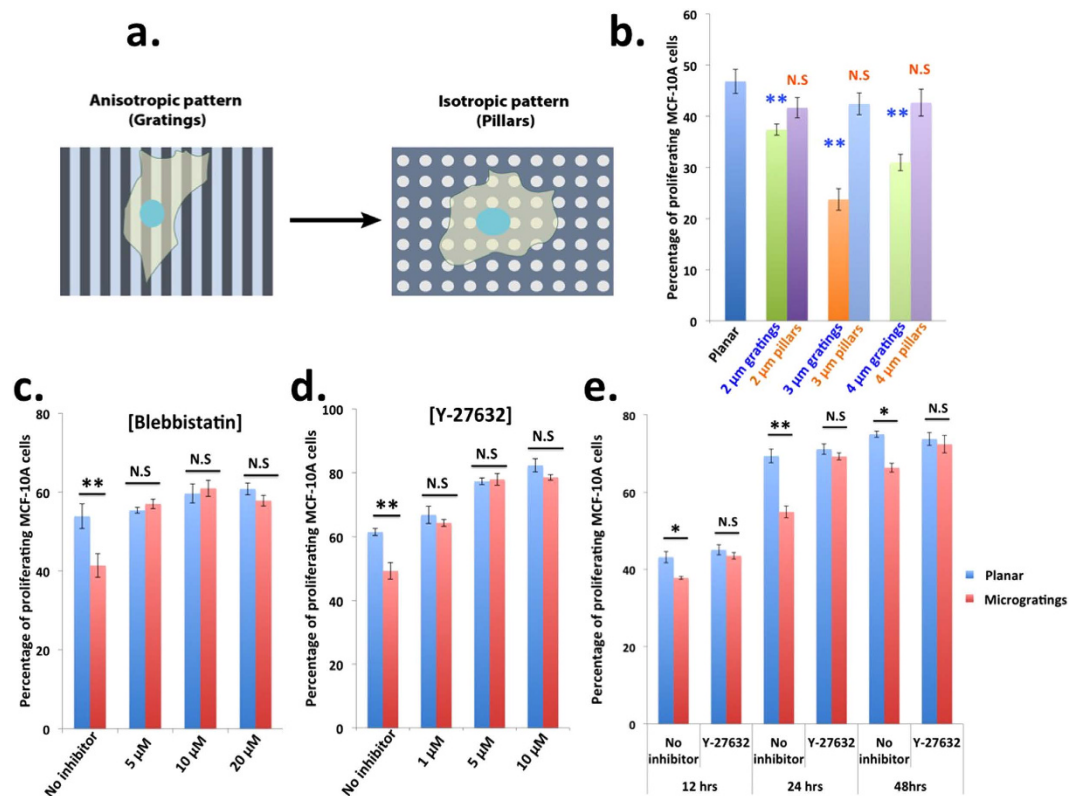 a.
Anisotropic pattern
(Gratings)
Isotropic pattern
(Pillars)
b.
Percentage of proliferating MCF-10A cells
60
50
40
30
20
10
0
**
N.S
**
N.S
**
N.S
Planar
2 µm gratings
2 µm pillars
3 µm gratings
3 µm pillars
4 µm gratings
4 µm pillars
c.
[Blebbistatin]
Percentage of proliferating MCF-10A cells
80
60
40
20
0
**
N.S
N.S
N.S
No inhibitor
5 µM
10 µM
20 µM
d.
[Y-27632]
Percentage of proliferating MCF-10A cells
100
80
60
40
20
0
**
N.S
N.S
N.S
No inhibitor
1 µM
5 µM
10 µM
e.
Percentage of proliferating MCF-10A cells
80
60
40
20
0
*
N.S
**
N.S
*
N.S
Planar
Microgratings
No inhibitor
Y-27632
No inhibitor
Y-27632
No inhibitor
Y-27632
12 hrs
24 hrs
48hrs